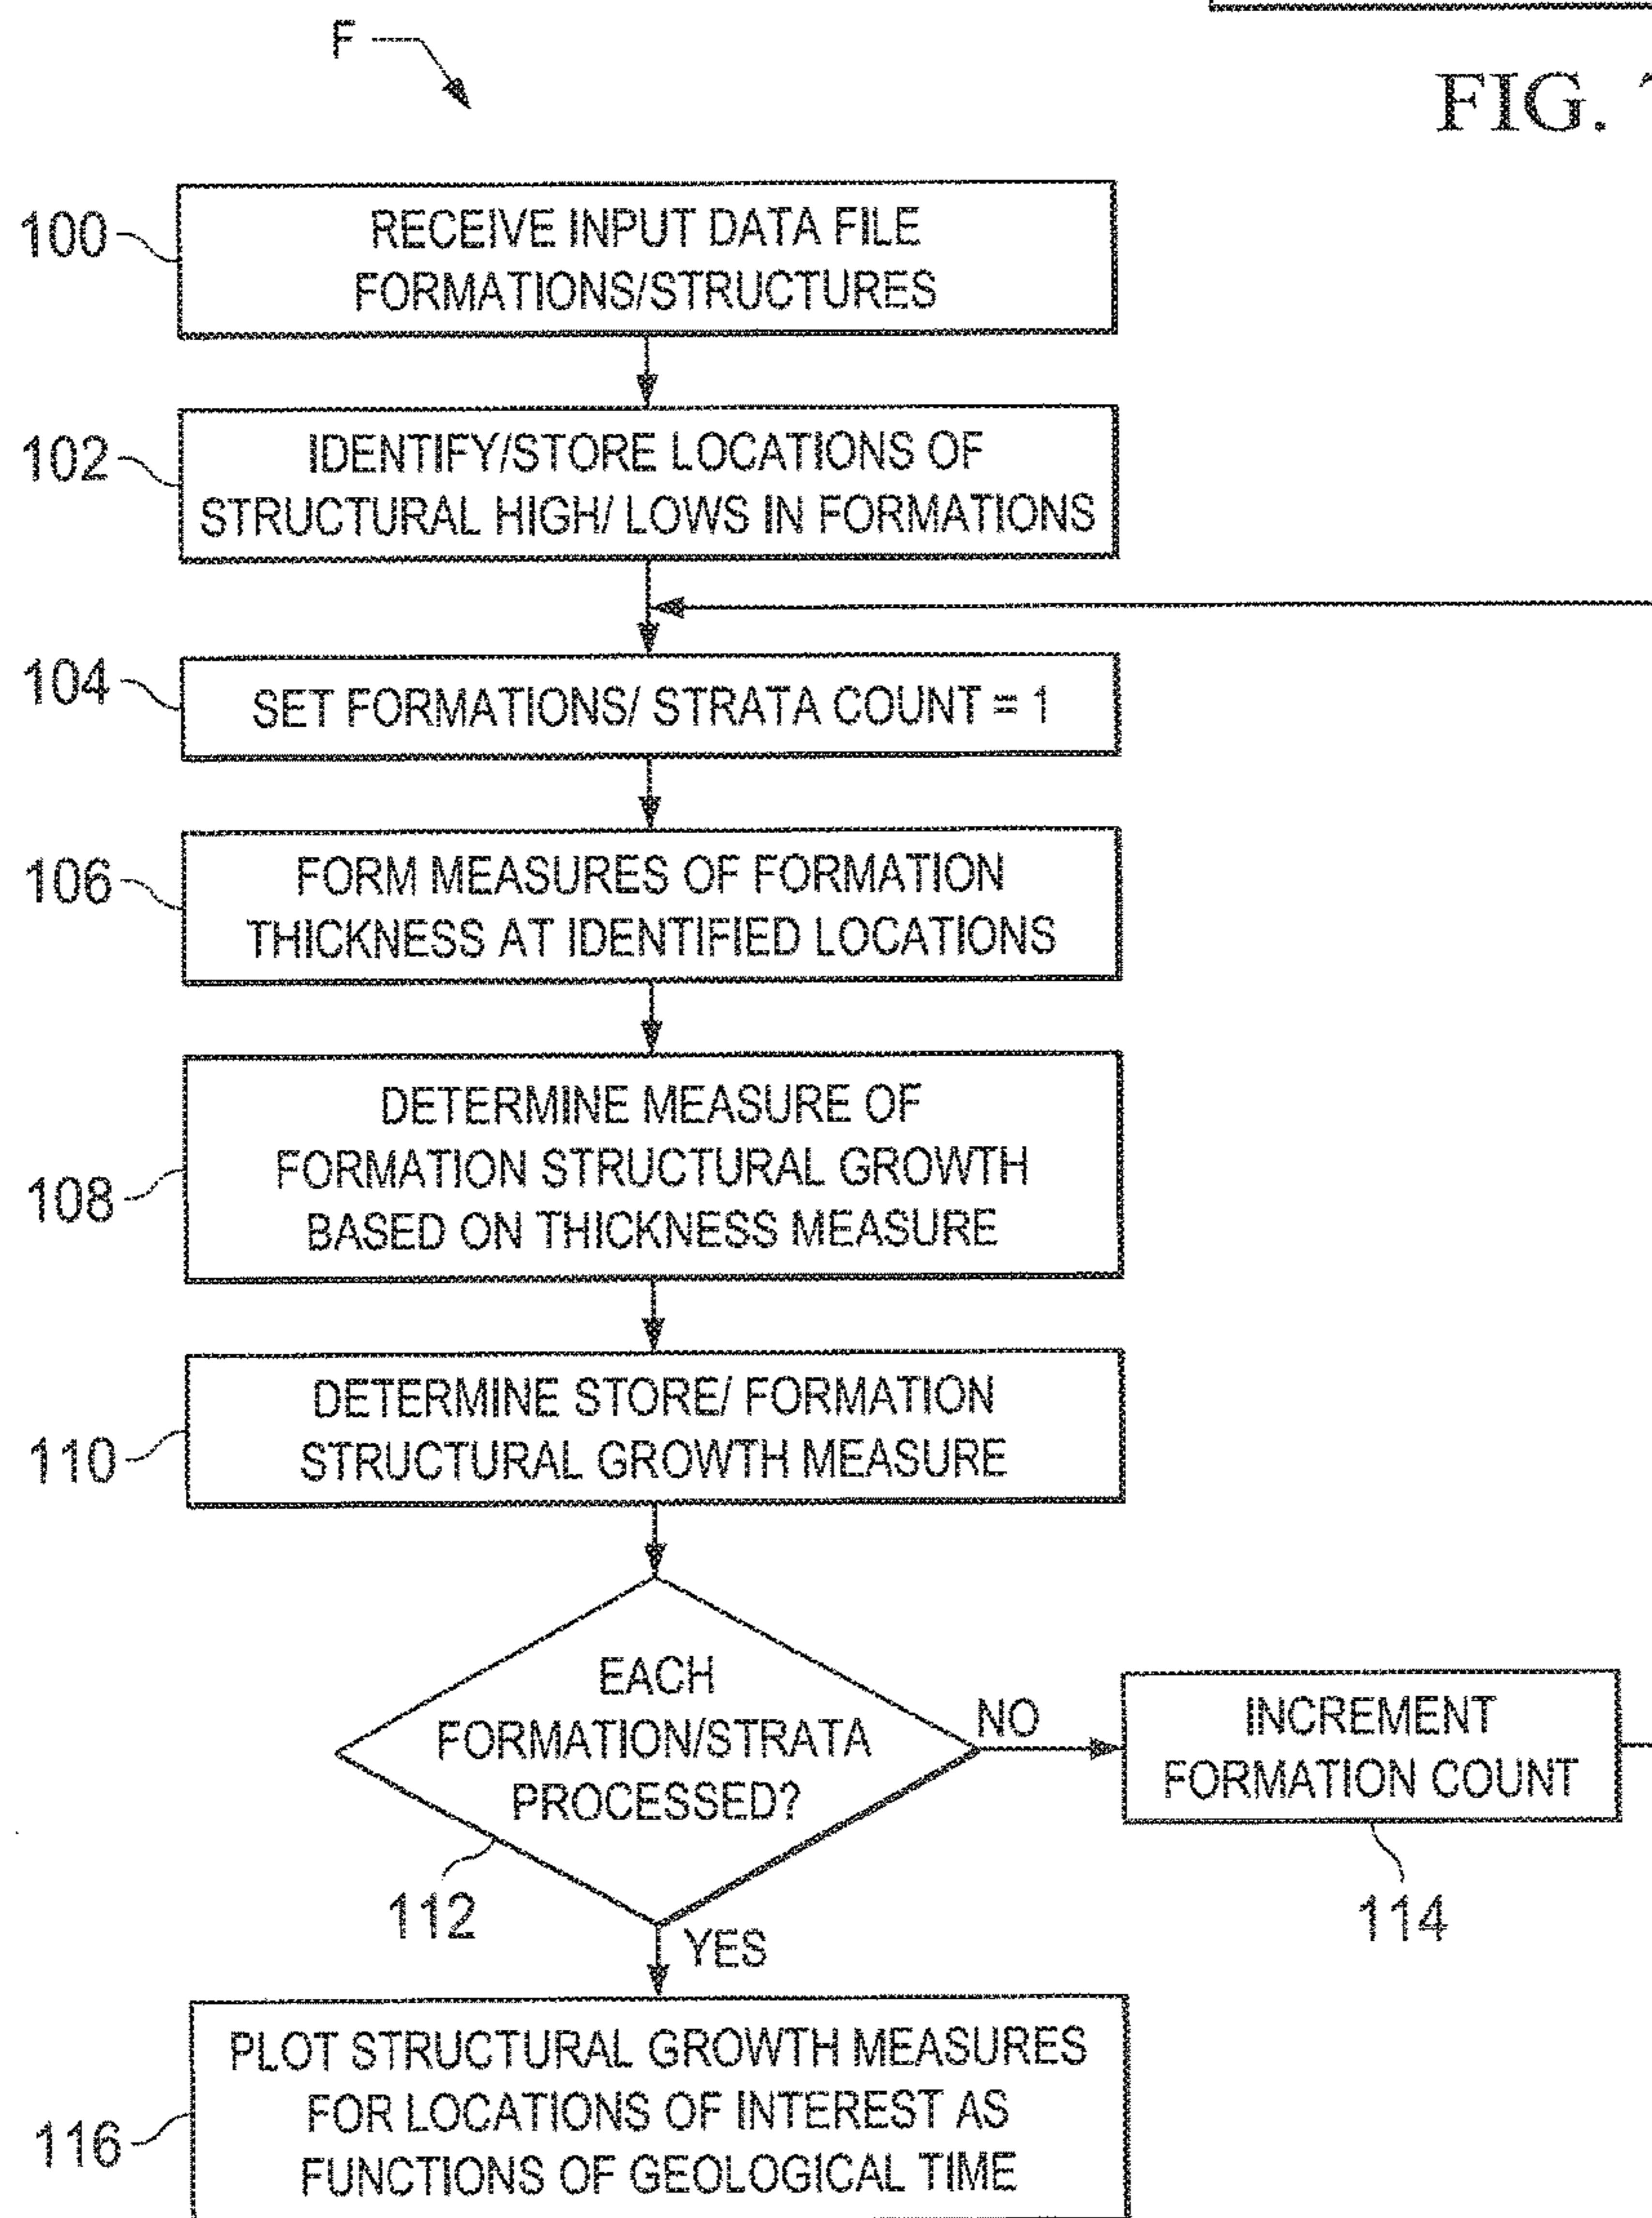 F
FIG.
100
RECEIVE INPUT DATA FILE
FORMATIONS/STRUCTURES
102
IDENTIFY/STORE LOCATIONS OF
STRUCTURAL HIGH/ LOWS IN FORMATIONS
104
SET FORMATIONS/ STRATA COUNT = 1
106
FORM MEASURES OF FORMATION
THICKNESS AT IDENTIFIED LOCATIONS
108
DETERMINE MEASURE OF
FORMATION STRUCTURAL GROWTH
BASED ON THICKNESS MEASURE
110
DETERMINE STORE/ FORMATION
STRUCTURAL GROWTH MEASURE
EACH
FORMATION/STRATA
PROCESSED?
112
NO
INCREMENT
FORMATION COUNT
114
YES
116
PLOT STRUCTURAL GROWTH MEASURES
FOR LOCATIONS OF INTEREST AS
FUNCTIONS OF GEOLOGICAL TIME